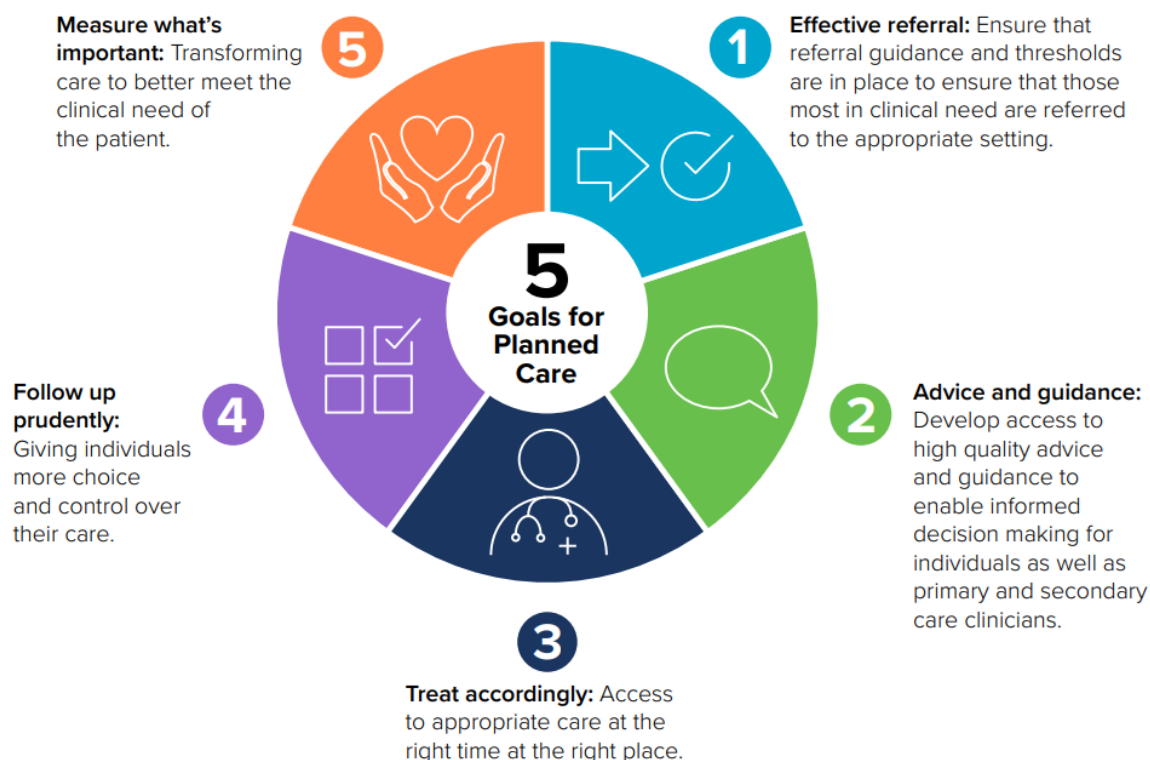 5
Goals for
Planned
Care
1
Effective referral: Ensure that
referral guidance and thresholds
are in place to ensure that those
most in clinical need are referred
to the appropriate setting.
2
Advice and guidance:
Develop access to
high quality advice
and guidance to
enable informed
decision making for
individuals as well as
primary and secondary
care clinicians.
3
Treat accordingly: Access
to appropriate care at the
right time at the right place.
4
Follow up
prudently:
Giving individuals
more choice
and control over
their care.
5
Measure what’s
important: Transforming
care to better meet the
clinical need of
the patient.